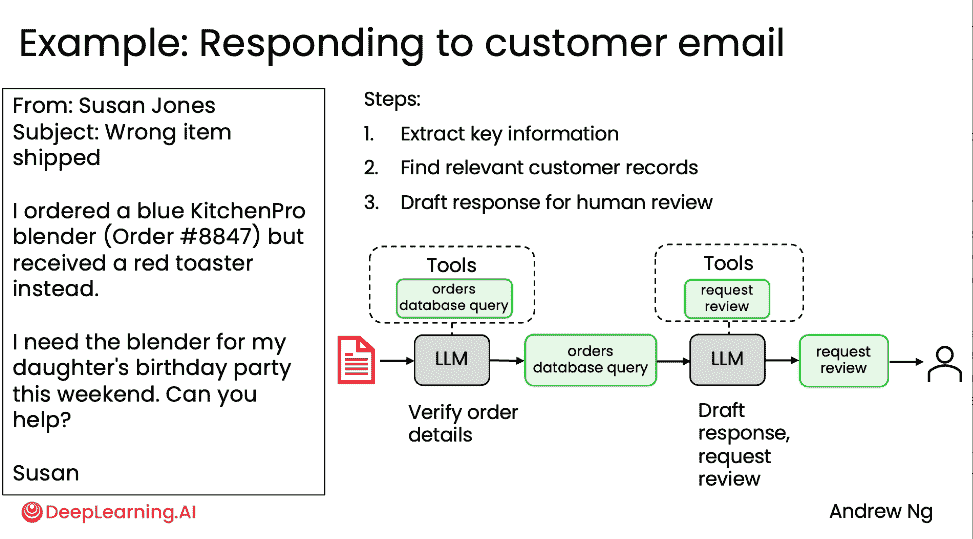 Example: Responding to customer email
From: Susan Jones
Subject: Wrong item
shipped
I ordered a blue KitchenPro
blender (Order #8847) but
received a red toaster
instead.
I need the blender for my
daughter's birthday party
this weekend. Can you
help?
Susan
Steps:
1. Extract key information
2. Find relevant customer records
3. Draft response for human review
Tools
orders
database query
LLM
Verify order
details
orders
database query
Tools
request
review
LLM
Draft
response,
request
review
request
review
DeepLearning.AI
Andrew Ng